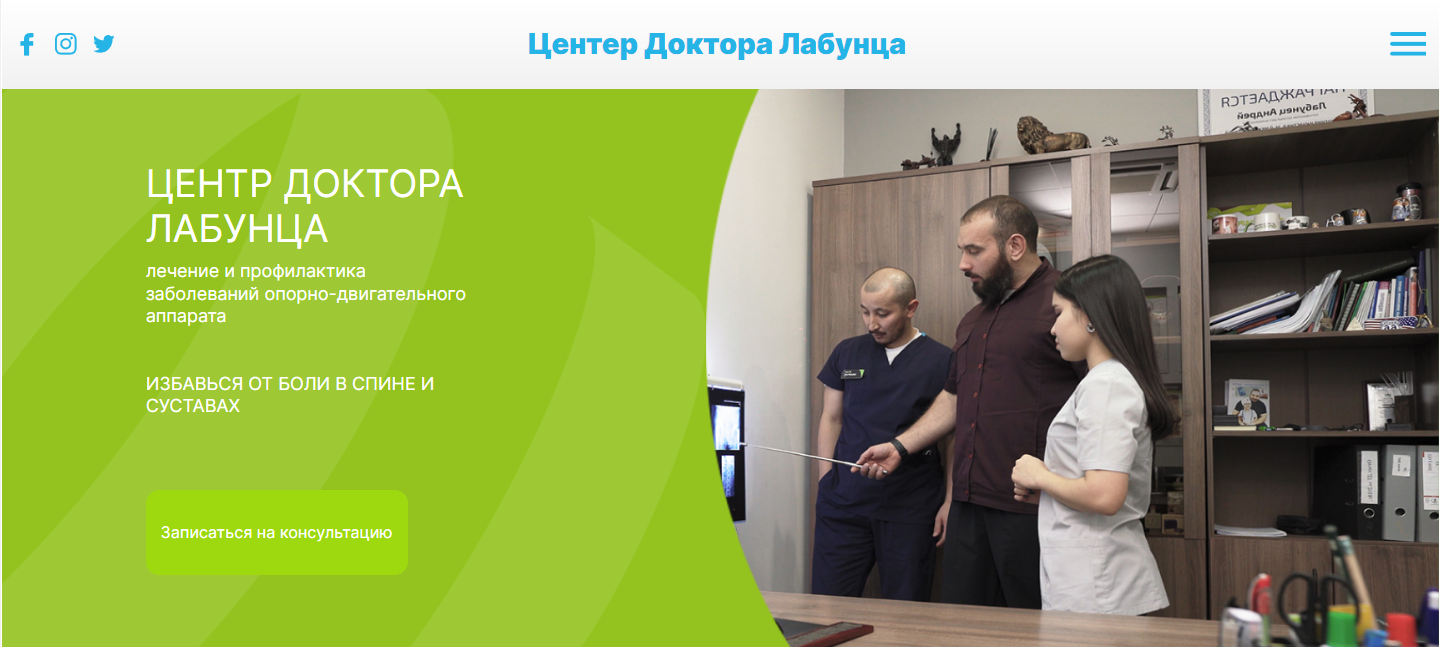 Центер Доктора Лабунца
ЦЕНТР ДОКТОРА
ЛАБУНЦА
лечение и профилактика
заболеваний опорно-двигательного
аппарата
ИЗБАВЬСЯ ОТ БОЛИ В СПИНЕ И
СУСТАВАХ
Записаться на консультацию
НАГРАЖДАЕТСЯ
Лабунец Андрей